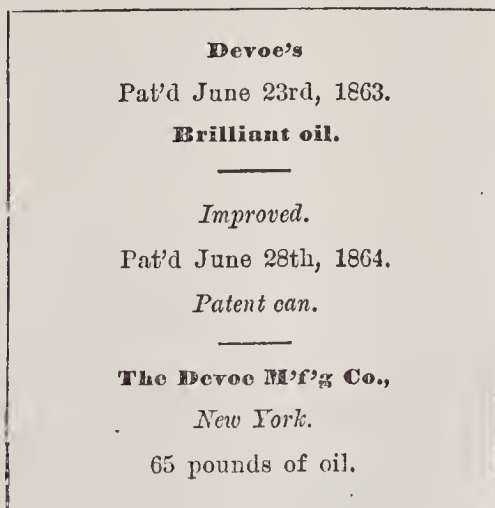 Devoe's
Pat'd June 23rd, 1863.
Brilliant oil.
Improved.
Pat'd June 28th, 1864.
Patent can.
The Devoe M'f'g Co.,
New York.
65 pounds of oil.